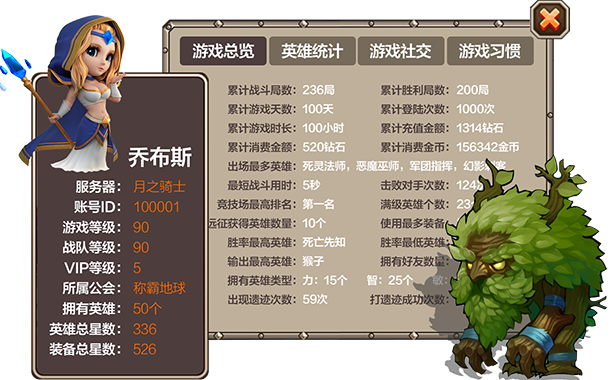 游戏总览 英雄统计 游戏社交 游戏习惯
累计战斗局数：236局 累计胜利局数：200局
累计游戏天数：100天 累计登陆次数：1000次
累计游戏时长：100小时 累计充值金额：1314钻石
累计消费金额：520钻石 累计消费金币：156342金币
出场最多英雄：死灵法师，恶魔巫师，军团指挥，幻影
最短战斗用时：5秒 击败对手次数：124
竞技场最高排名：第一名 满级英雄个数：23
远征获得英雄数量：10个 使用最多装备
胜率最高英雄：死亡先知 胜率最低英雄
输出最高英雄：猴子 拥有好友数量
拥有英雄类型：力：15个 智：25个 敏
出现遗迹次数：59次 打遗迹成功次数
乔布斯
服务器：月之骑士
账号ID：100001
游戏等级：90
战队等级：90
VIP等级：5
所属公会：称霸地球
拥有英雄：50个
英雄总星数：336
装备总星数：526